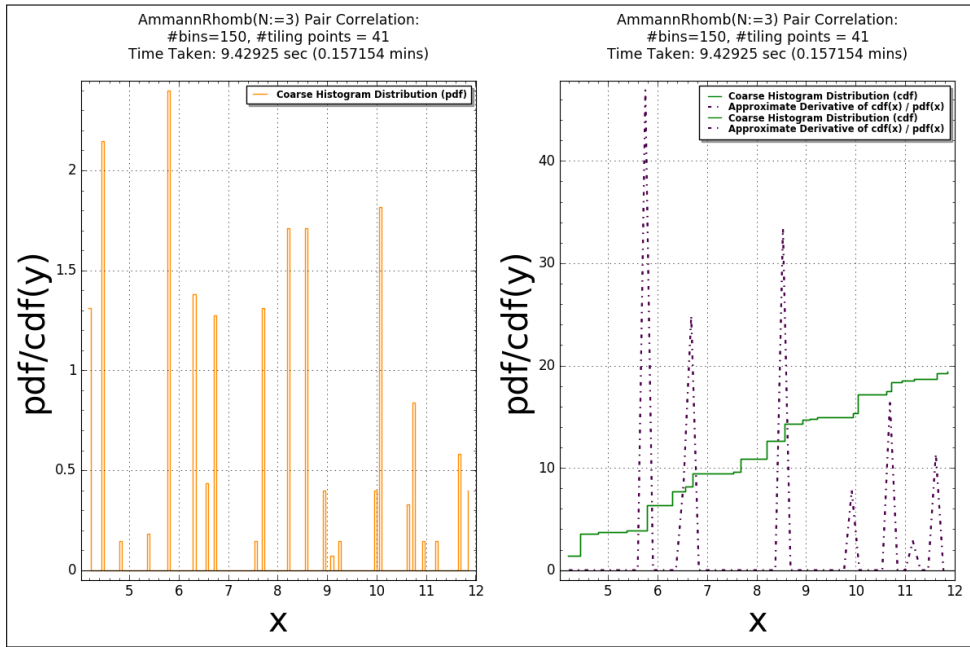 AmmannRhomb(N:=3) Pair Correlation:
#bins=150, #tiling points = 41
Time Taken: 9.42925 sec (0.157154 mins)
Coarse Histogram Distribution (pdf)
2
1.5
1
0.5
0
pdf/cdf(y)
5 6 7 8 9 10 11 12
x
AmmannRhomb(N:=3) Pair Correlation:
#bins=150, #tiling points = 41
Time Taken: 9.42925 sec (0.157154 mins)
Coarse Histogram Distribution (cdf)
Approximate Derivative of cdf(x) / pdf(x)
Coarse Histogram Distribution (cdf)
Approximate Derivative of cdf(x) / pdf(x)
40
30
20
10
0
pdf/cdf(y)
5 6 7 8 9 10 11 12
x